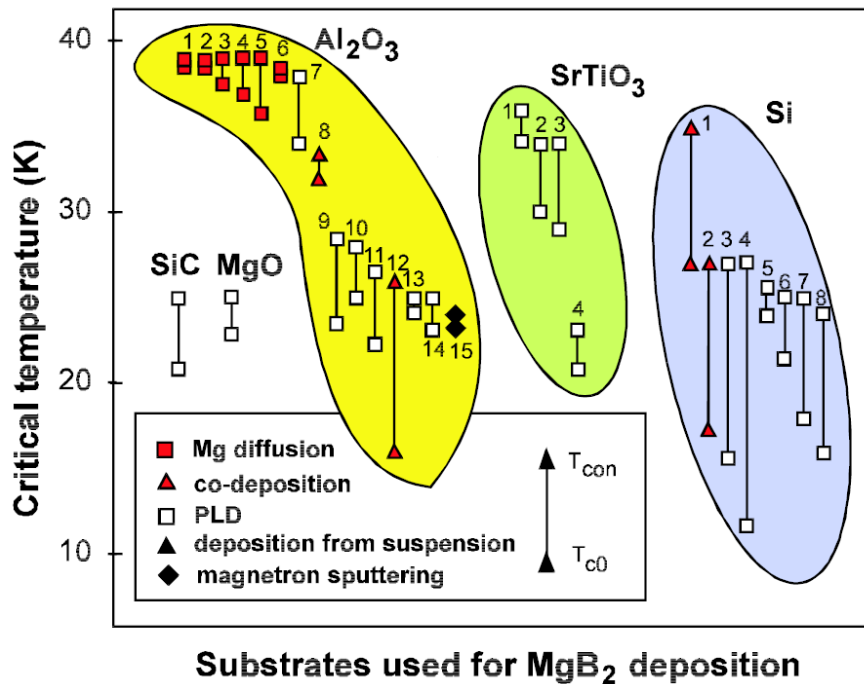 Critical temperature (K)
40
30
20
10
Al₂O₃
1 2 3 4 5 6 7
8
9 10 11 12 13 14 15
SrTiO₃
1 2 3
4
Si
1
2 3 4 5 6 7 8
SiC MgO
Mg diffusion
co-deposition
PLD
deposition from suspension
magnetron sputtering
Tcon
Tc0
Substrates used for MgB₂ deposition